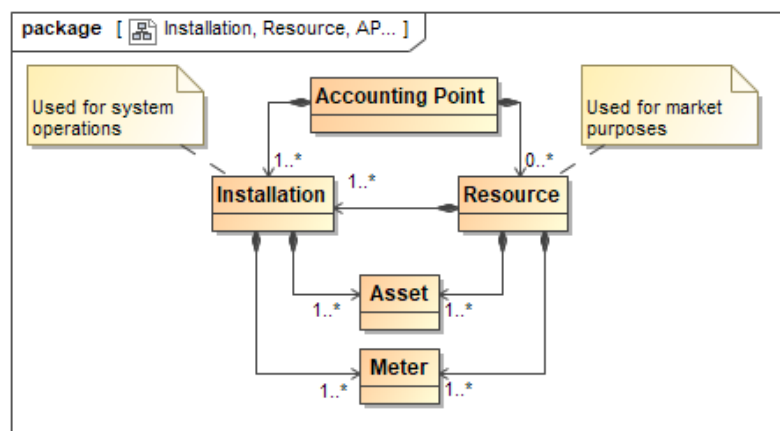 package [ Installation, Resource, AP... ]
Used for system
operations
Accounting Point
Used for market
purposes
1..*
0..*
Installation
1..*
Resource
Asset
1..*
1..*
Meter
1..*
1..*